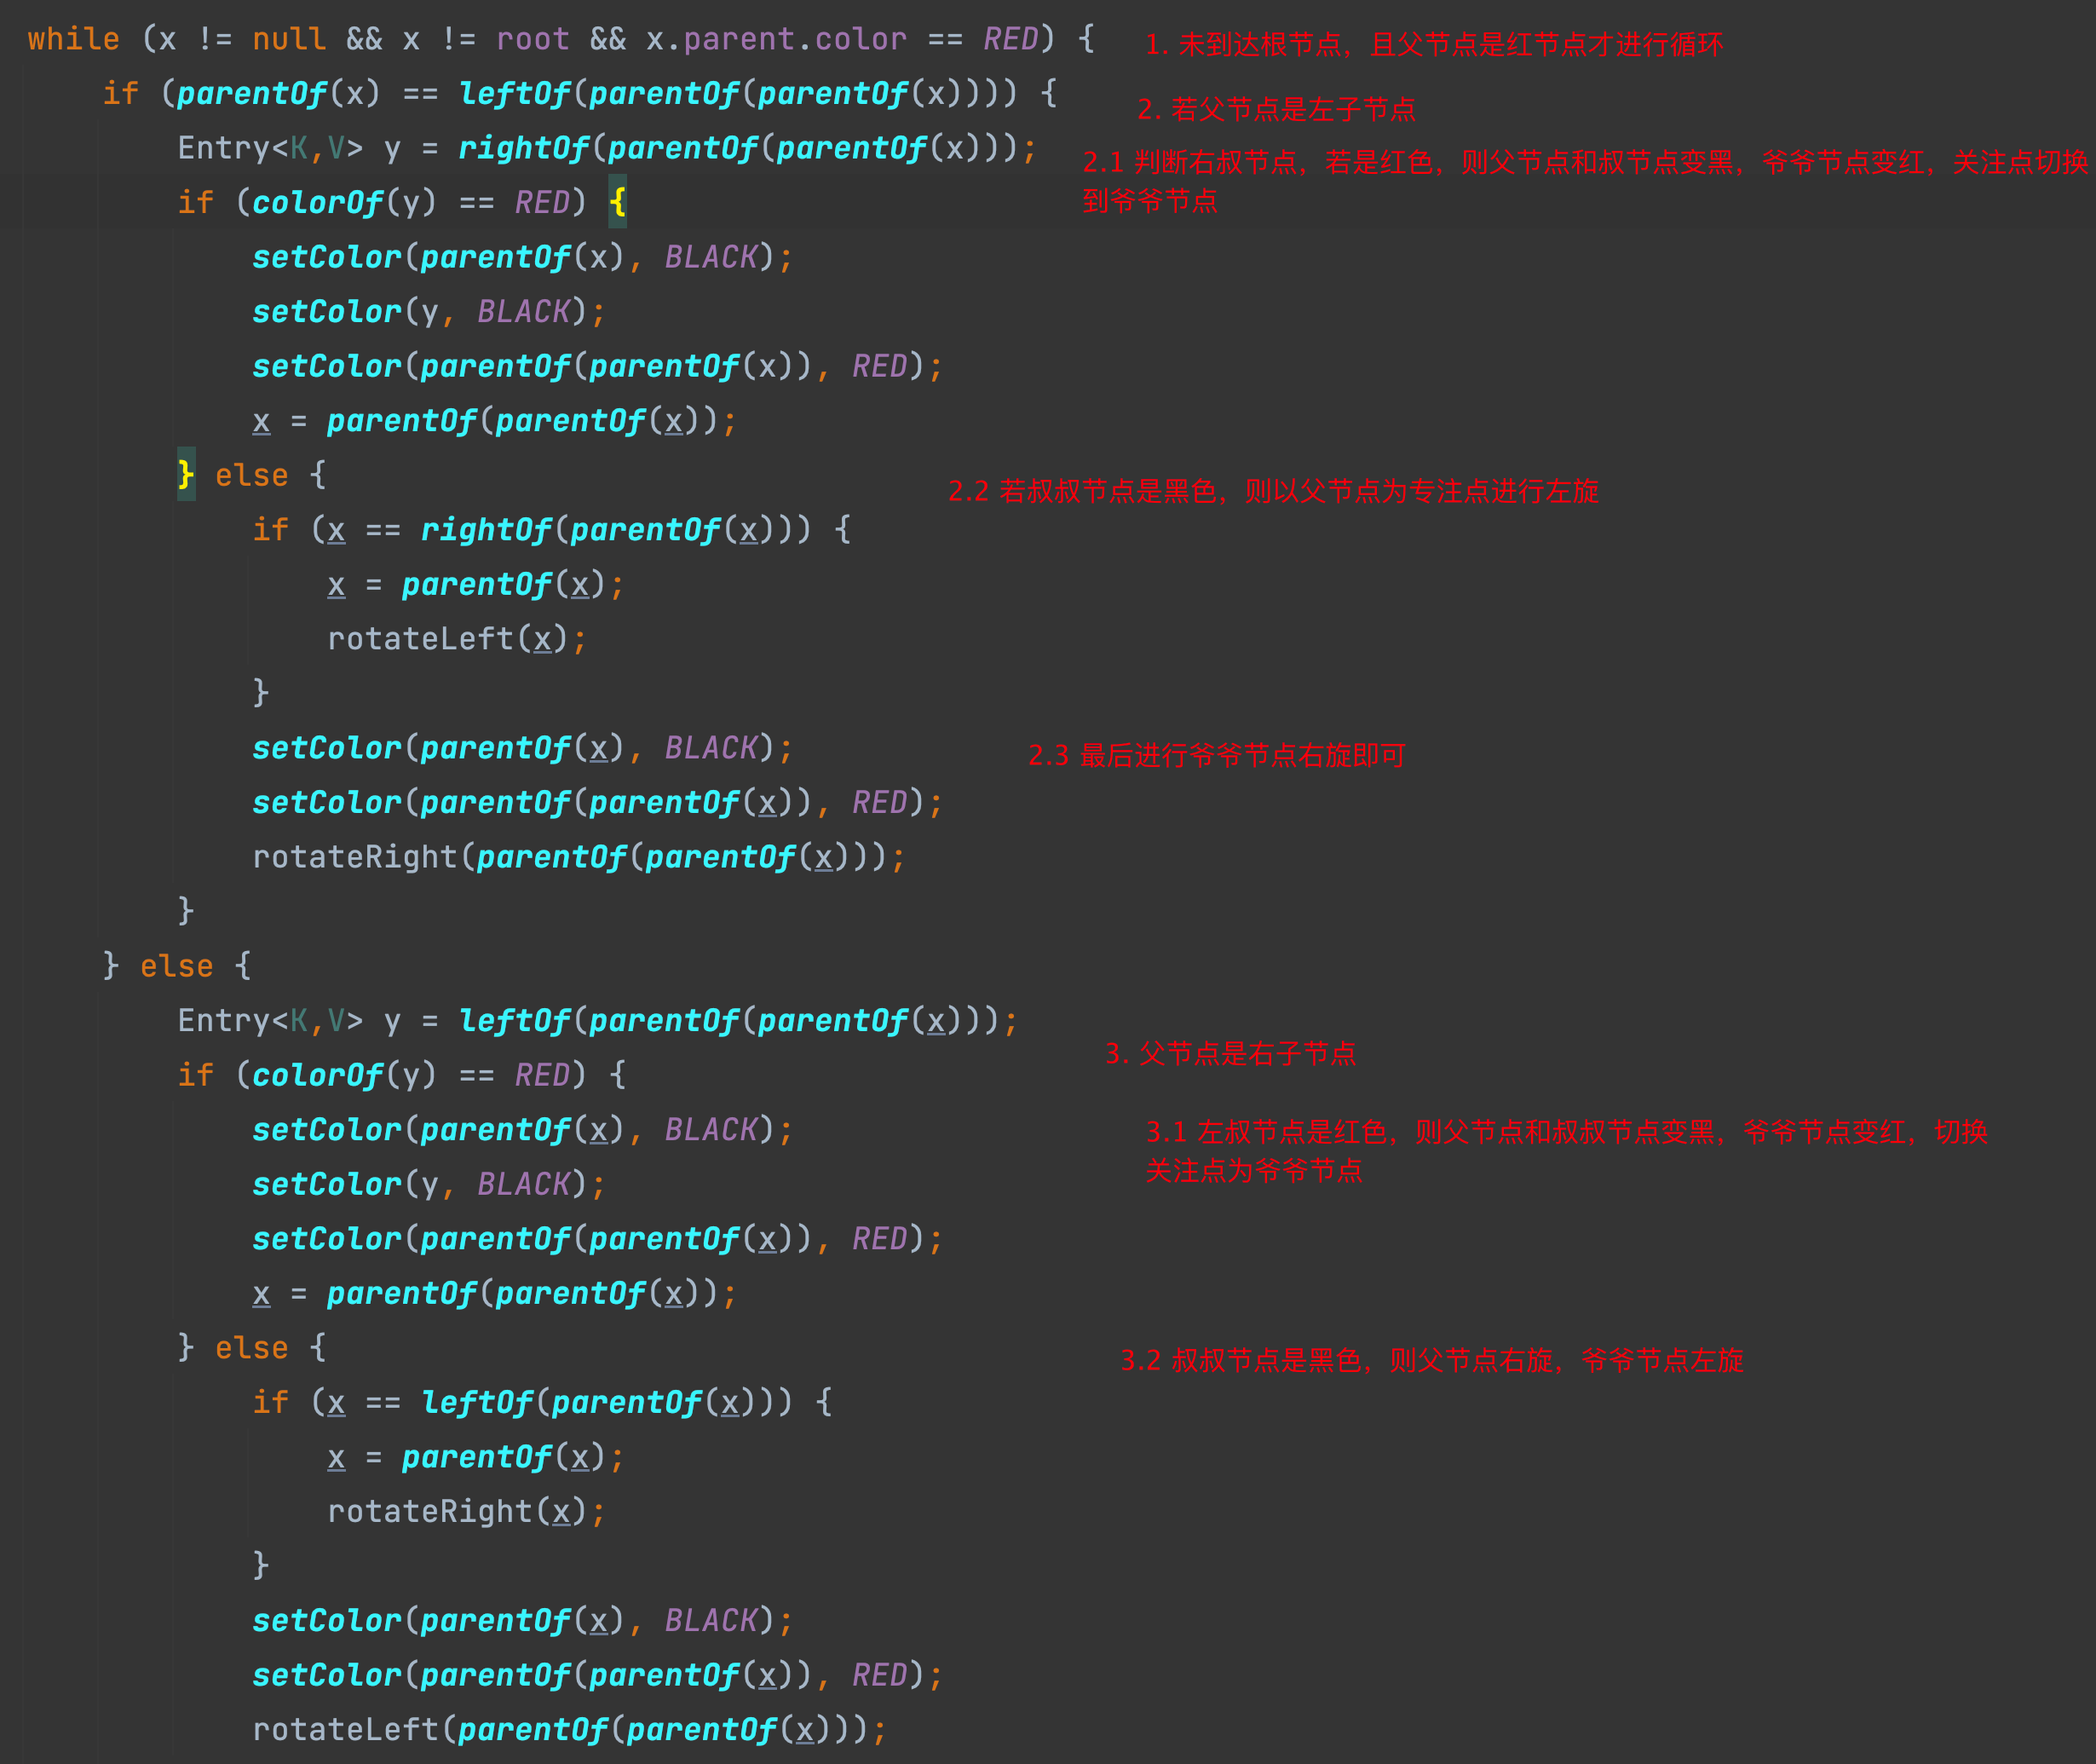 while (x != null && x != root && x.parent.color == RED) { 1. 未到达根节点，且父节点是红节点才进行循环
if (parentOf(x) == leftOf(parentOf(parentOf(x)))) { 2. 若父节点是左子节点
Entry<K,V> y = rightOf(parentOf(parentOf(x))); 2.1 判断右叔节点，若是红色，则父节点和叔节点变黑，爷爷节点变红，关注点切换
if (colorOf(y) == RED) { 到爷爷节点
setColor(parentOf(x), BLACK);
setColor(y, BLACK);
setColor(parentOf(parentOf(x)), RED);
x = parentOf(parentOf(x));
} else { 2.2 若叔叔节点是黑色，则以父节点为专注点进行左旋
if (x == rightOf(parentOf(x))) {
x = parentOf(x);
rotateLeft(x);
}
setColor(parentOf(x), BLACK); 2.3 最后进行爷爷节点右旋即可
setColor(parentOf(parentOf(x)), RED);
rotateRight(parentOf(parentOf(x)));
}
} else {
Entry<K,V> y = leftOf(parentOf(parentOf(x)));
3. 父节点是右子节点
if (colorOf(y) == RED) {
setColor(parentOf(x), BLACK); 3.1 左叔节点是红色，则父节点和叔叔节点变黑，爷爷节点变红，切换
关注点为爷爷节点
setColor(y, BLACK);
setColor(parentOf(parentOf(x)), RED);
x = parentOf(parentOf(x));
} else { 3.2 叔叔节点是黑色，则父节点右旋，爷爷节点左旋
if (x == leftOf(parentOf(x))) {
x = parentOf(x);
rotateRight(x);
}
setColor(parentOf(x), BLACK);
setColor(parentOf(parentOf(x)), RED);
rotateLeft(parentOf(parentOf(x)));